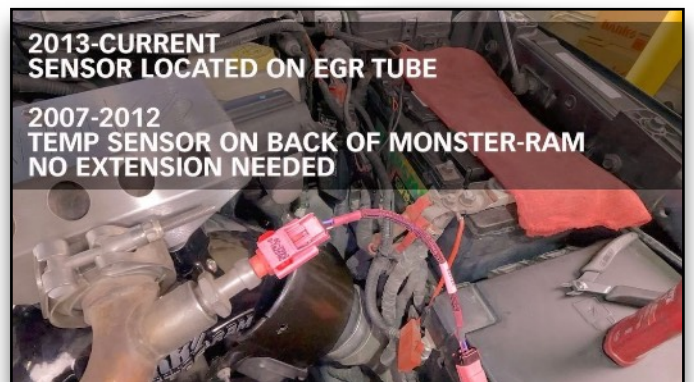 2013-CURRENT
SENSOR LOCATED ON EGR TUBE
2007-2012
TEMP SENSOR ON BACK OF MONSTER-RAM
NO EXTENSION NEEDED